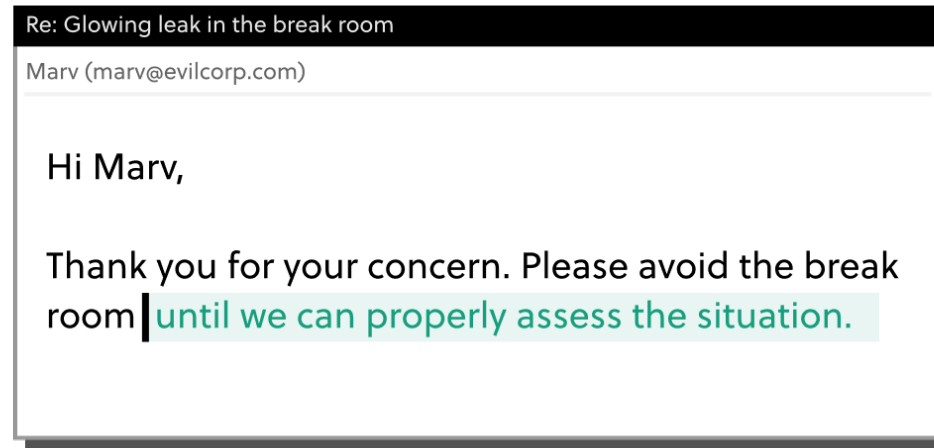 Re: Glowing leak in the break room
Marv (marv@evilcorp.com)
Hi Marv,
Thank you for your concern. Please avoid the break
room until we can properly assess the situation.